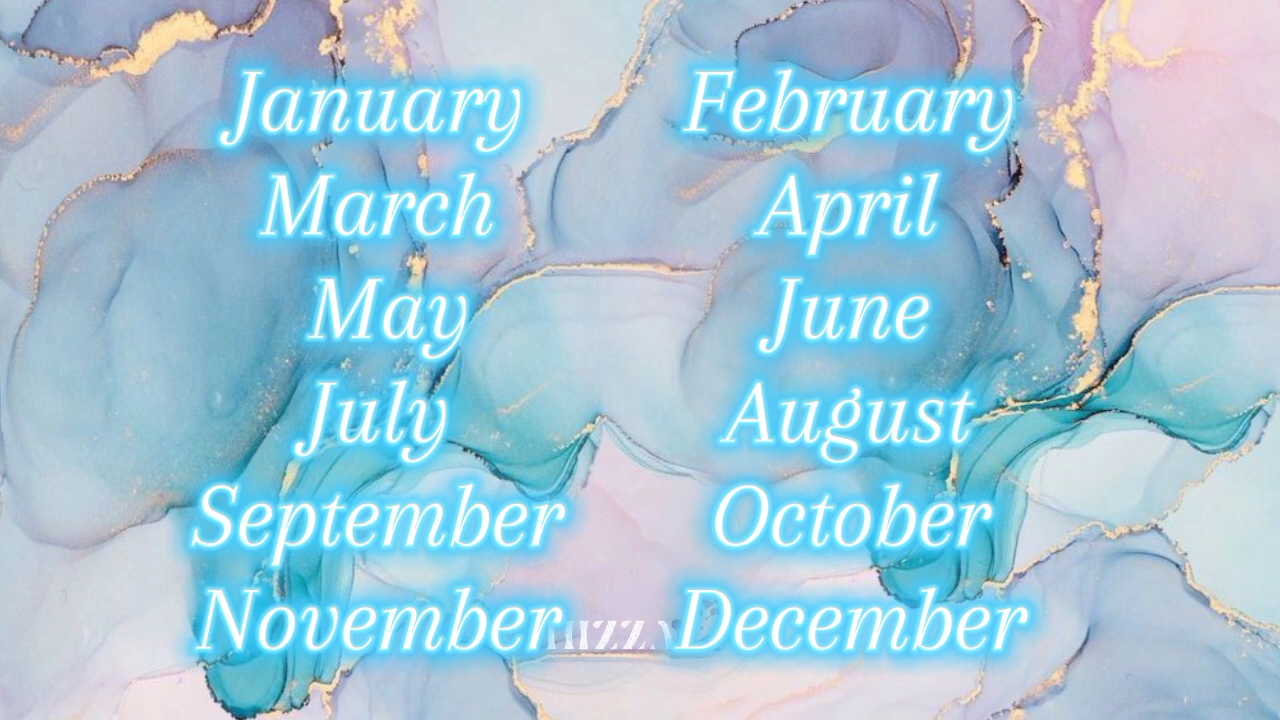 January February
March April
May June
July August
September October
November December